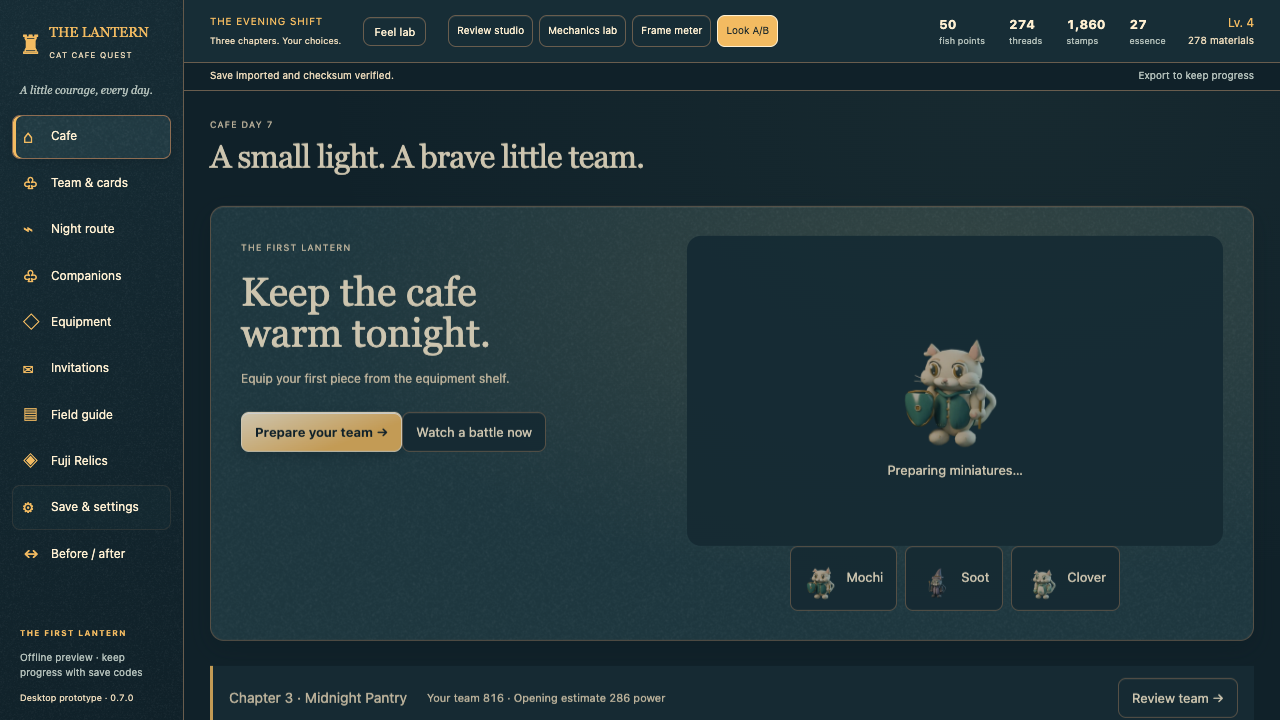 THE LANTERN
CAT CAFE QUEST
A little courage, every day.
Cafe
Team & cards
Night route
Companions
Equipment
Invitations
Field guide
Fuji Relics
Save & settings
Before / after
THE FIRST LANTERN
Offline preview · keep
progress with save codes
Desktop prototype · 0.7.0
THE EVENING SHIFT
Three chapters. Your choices.
Feel lab
Review studio
Mechanics lab
Frame meter
Look A/B
50
fish points
274
threads
1,860
stamps
27
essence
Lv. 4
278 materials
Save imported and checksum verified.
Export to keep progress
CAFE DAY 7
A small light. A brave little team.
THE FIRST LANTERN
Keep the cafe
warm tonight.
Equip your first piece from the equipment shelf.
Prepare your team →
Watch a battle now
Preparing miniatures...
Mochi
Soot
Clover
Chapter 3 · Midnight Pantry
Your team 816 · Opening estimate 286 power
Review team →